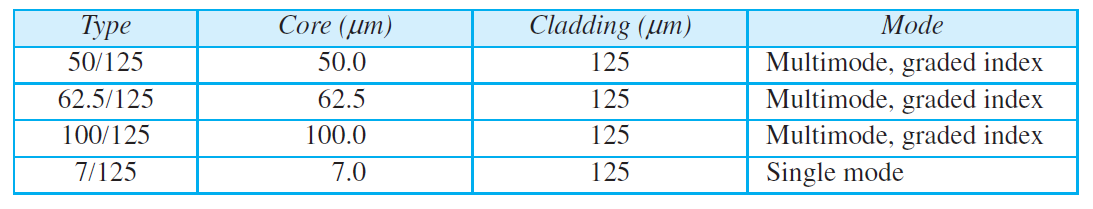 Type Core (μm) Cladding (μm) Mode
50/125 50.0 125 Multimode, graded index
62.5/125 62.5 125 Multimode, graded index
100/125 100.0 125 Multimode, graded index
7/125 7.0 125 Single mode